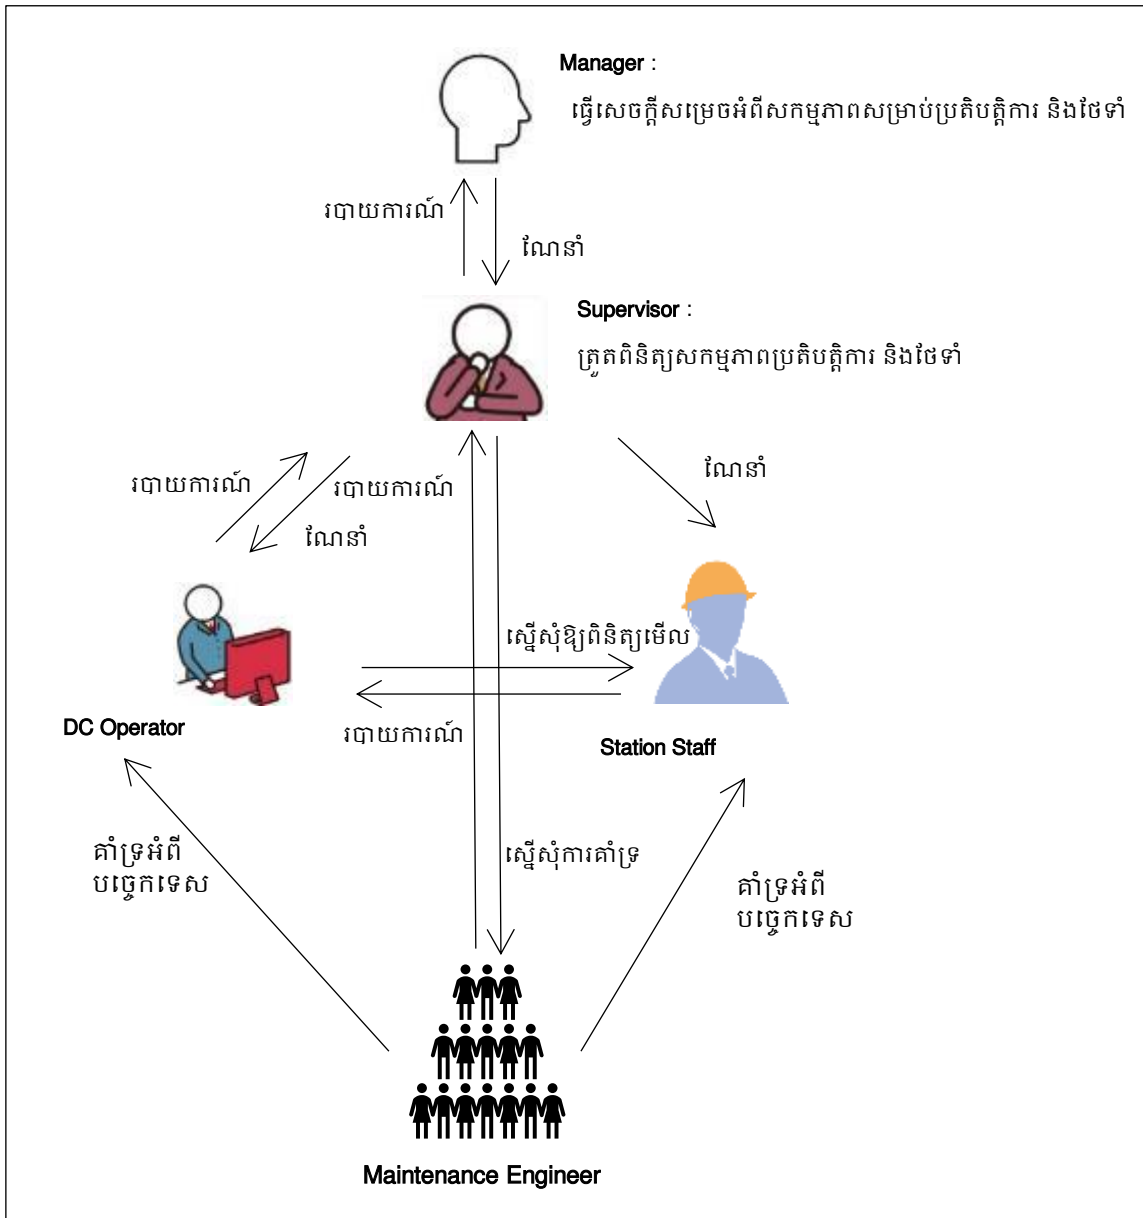 Manager :
ធ្វើសេចក្តីសម្រេចអំពីសកម្មភាពសម្រាប់ប្រតិបត្តិការ និងថែទាំ
របាយការណ៍
ណែនាំ
Supervisor :
ត្រួតពិនិត្យសកម្មភាពប្រតិបត្តិការ និងថែទាំ
របាយការណ៍
របាយការណ៍
ណែនាំ
ណែនាំ
ស្នើសុំឱ្យពិនិត្យមើល
របាយការណ៍
DC Operator
Station Staff
គាំទ្រអំពី
បច្ចេកទេស
ស្នើសុំការគាំទ្រ
គាំទ្រអំពី
បច្ចេកទេស
Maintenance Engineer